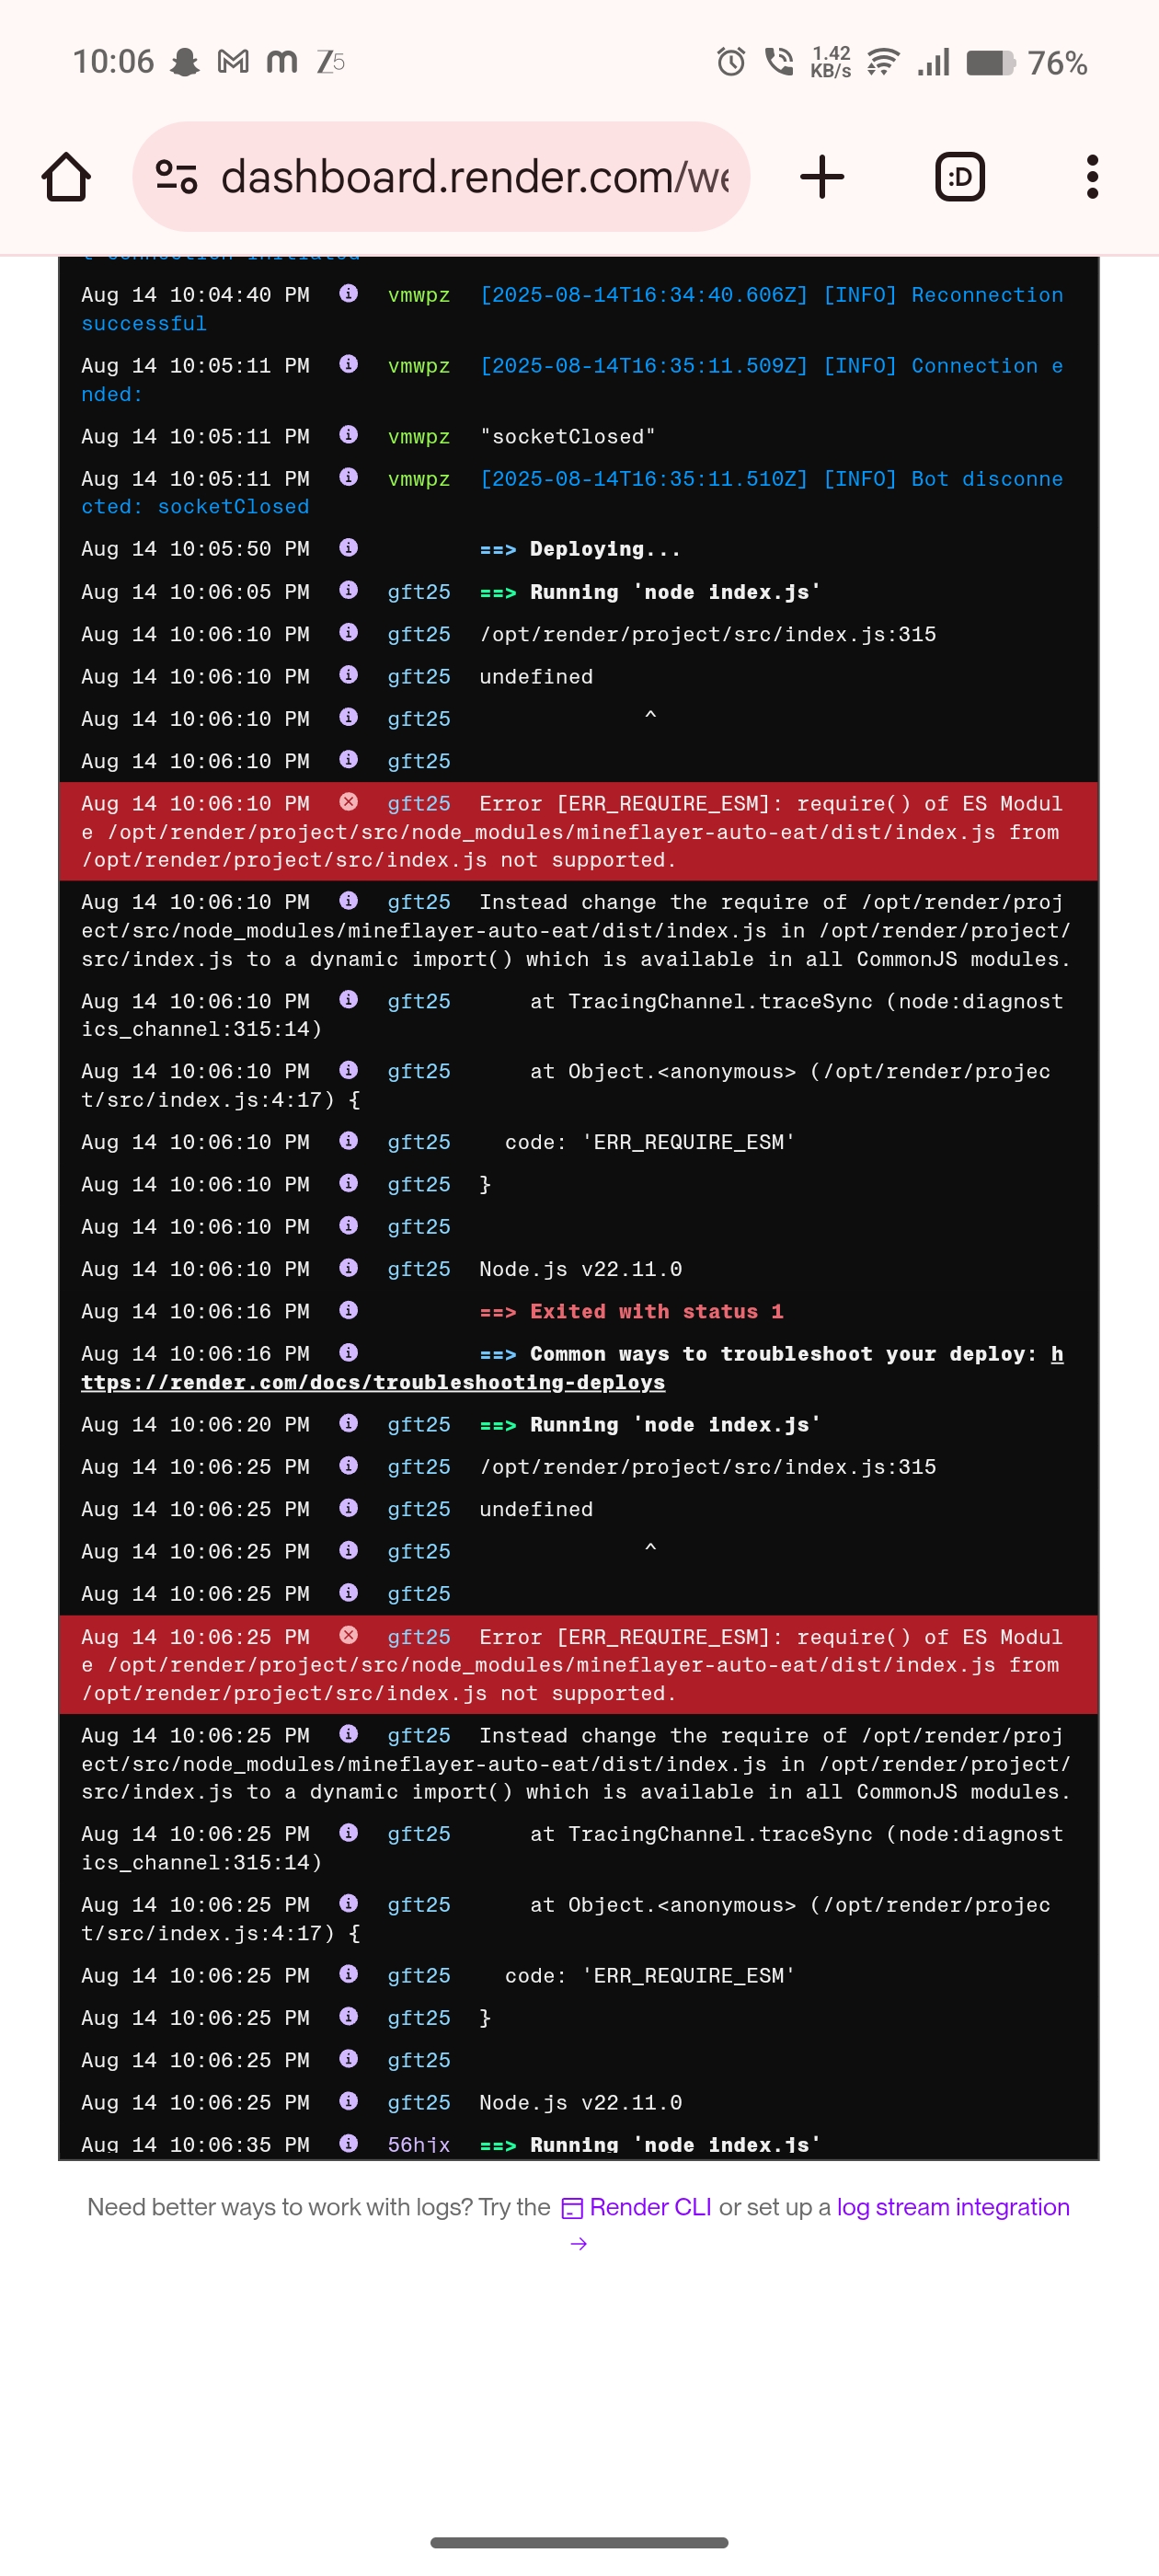 10:06 1.42 KB/s 76%
dashboard.render.com/we
t connection initiated
Aug 14 10:04:40 PM vmwpz [2025-08-14T16:34:40.606Z] [INFO] Reconnection
successful
Aug 14 10:05:11 PM vmwpz [2025-08-14T16:35:11.509Z] [INFO] Connection e
nded:
Aug 14 10:05:11 PM vmwpz "socketClosed"
Aug 14 10:05:11 PM vmwpz [2025-08-14T16:35:11.510Z] [INFO] Bot disconne
cted: socketClosed
Aug 14 10:05:50 PM ==> Deploying...
Aug 14 10:06:05 PM gft25 ==> Running 'node index.js'
Aug 14 10:06:10 PM gft25 /opt/render/project/src/index.js:315
Aug 14 10:06:10 PM gft25 undefined
Aug 14 10:06:10 PM gft25 ^
Aug 14 10:06:10 PM gft25
Aug 14 10:06:10 PM gft25 Error [ERR_REQUIRE_ESM]: require() of ES Modul
e /opt/render/project/src/node_modules/mineflayer-auto-eat/dist/index.js from
/opt/render/project/src/index.js not supported.
Aug 14 10:06:10 PM gft25 Instead change the require of /opt/render/proj
ect/src/node_modules/mineflayer-auto-eat/dist/index.js in /opt/render/project/
src/index.js to a dynamic import() which is available in all CommonJS modules.
Aug 14 10:06:10 PM gft25 at TracingChannel.traceSync (node:diagnost
ics_channel:315:14)
Aug 14 10:06:10 PM gft25 at Object.<anonymous> (/opt/render/projec
t/src/index.js:4:17) {
Aug 14 10:06:10 PM gft25 code: 'ERR_REQUIRE_ESM'
Aug 14 10:06:10 PM gft25 }
Aug 14 10:06:10 PM gft25
Aug 14 10:06:10 PM gft25 Node.js v22.11.0
Aug 14 10:06:16 PM ==> Exited with status 1
Aug 14 10:06:16 PM ==> Common ways to troubleshoot your deploy: h
ttps://render.com/docs/troubleshooting-deploys
Aug 14 10:06:20 PM gft25 ==> Running 'node index.js'
Aug 14 10:06:25 PM gft25 /opt/render/project/src/index.js:315
Aug 14 10:06:25 PM gft25 undefined
Aug 14 10:06:25 PM gft25 ^
Aug 14 10:06:25 PM gft25
Aug 14 10:06:25 PM gft25 Error [ERR_REQUIRE_ESM]: require() of ES Modul
e /opt/render/project/src/node_modules/mineflayer-auto-eat/dist/index.js from
/opt/render/project/src/index.js not supported.
Aug 14 10:06:25 PM gft25 Instead change the require of /opt/render/proj
ect/src/node_modules/mineflayer-auto-eat/dist/index.js in /opt/render/project/
src/index.js to a dynamic import() which is available in all CommonJS modules.
Aug 14 10:06:25 PM gft25 at TracingChannel.traceSync (node:diagnost
ics_channel:315:14)
Aug 14 10:06:25 PM gft25 at Object.<anonymous> (/opt/render/projec
t/src/index.js:4:17) {
Aug 14 10:06:25 PM gft25 code: 'ERR_REQUIRE_ESM'
Aug 14 10:06:25 PM gft25 }
Aug 14 10:06:25 PM gft25
Aug 14 10:06:25 PM gft25 Node.js v22.11.0
Aug 14 10:06:35 PM 56hjx ==> Running 'node index.js'
Need better ways to work with logs? Try the Render CLI or set up a log stream integration
→